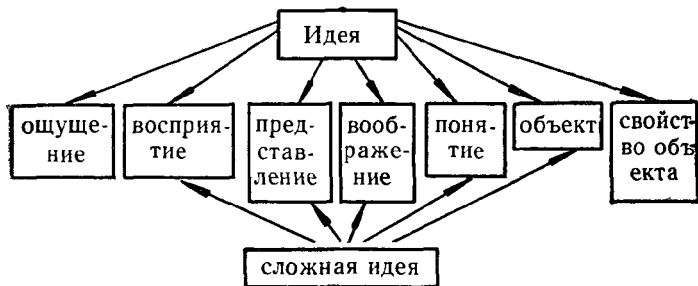 Идея
ощуще-
ние
восприя-
тие
пред-
став-
ление
вооб-
раже-
ние
поня-
тие
объект
свойст-
во объ
екта
сложная идея